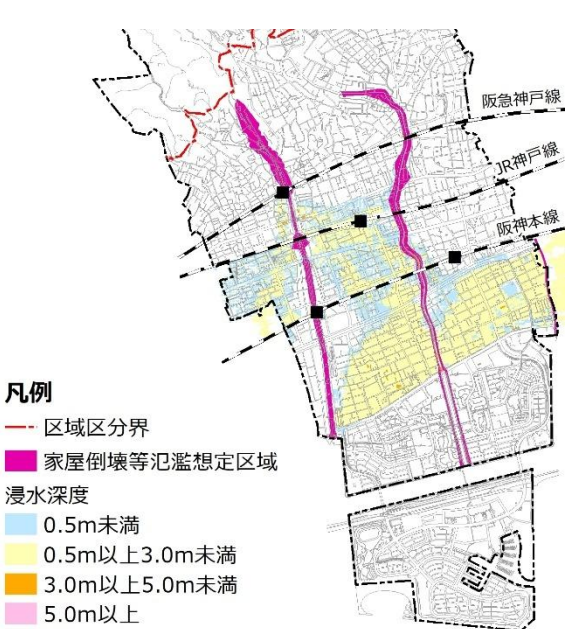 阪急神戸線
JR神戸線
阪神本線
凡例
区域区分界
家屋倒壊等氾濫想定区域
浸水深度
0.5m未満
0.5m以上3.0m未満
3.0m以上5.0m未満
5.0m以上